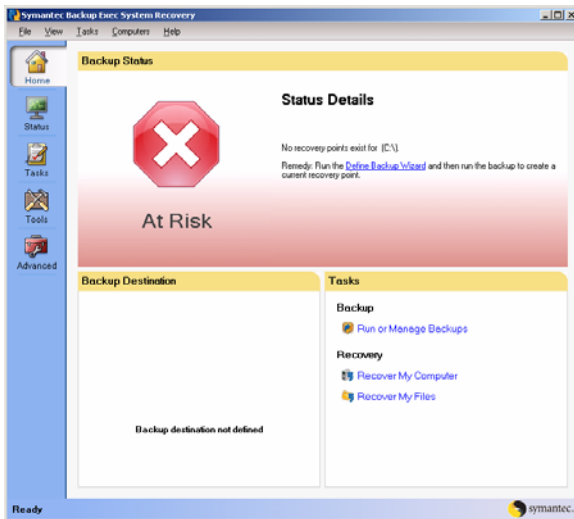 Symantec Backup Exec System Recovery
File View Tasks Computers Help
Home
Status
Tasks
Tools
Advanced
Backup Status
At Risk
Status Details
No recovery points exist for (C:\).
Remedy: Run the Define Backup Wizard and then run the backup to create a
current recovery point.
Backup Destination
Backup destination not defined
Tasks
Backup
Run or Manage Backups
Recovery
Recover My Computer
Recover My Files
Ready
symantec.